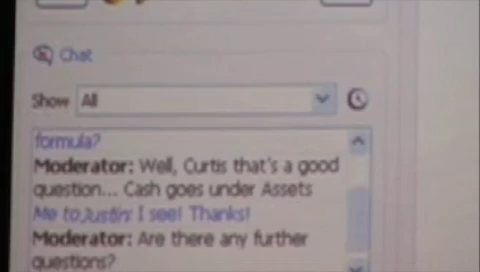 Chat
Show All
formula?
Moderator: Well, Curtis that's a good
question... Cash goes under Assets
Me to Justin: I see! Thanks!
Moderator: Are there any further
questions?